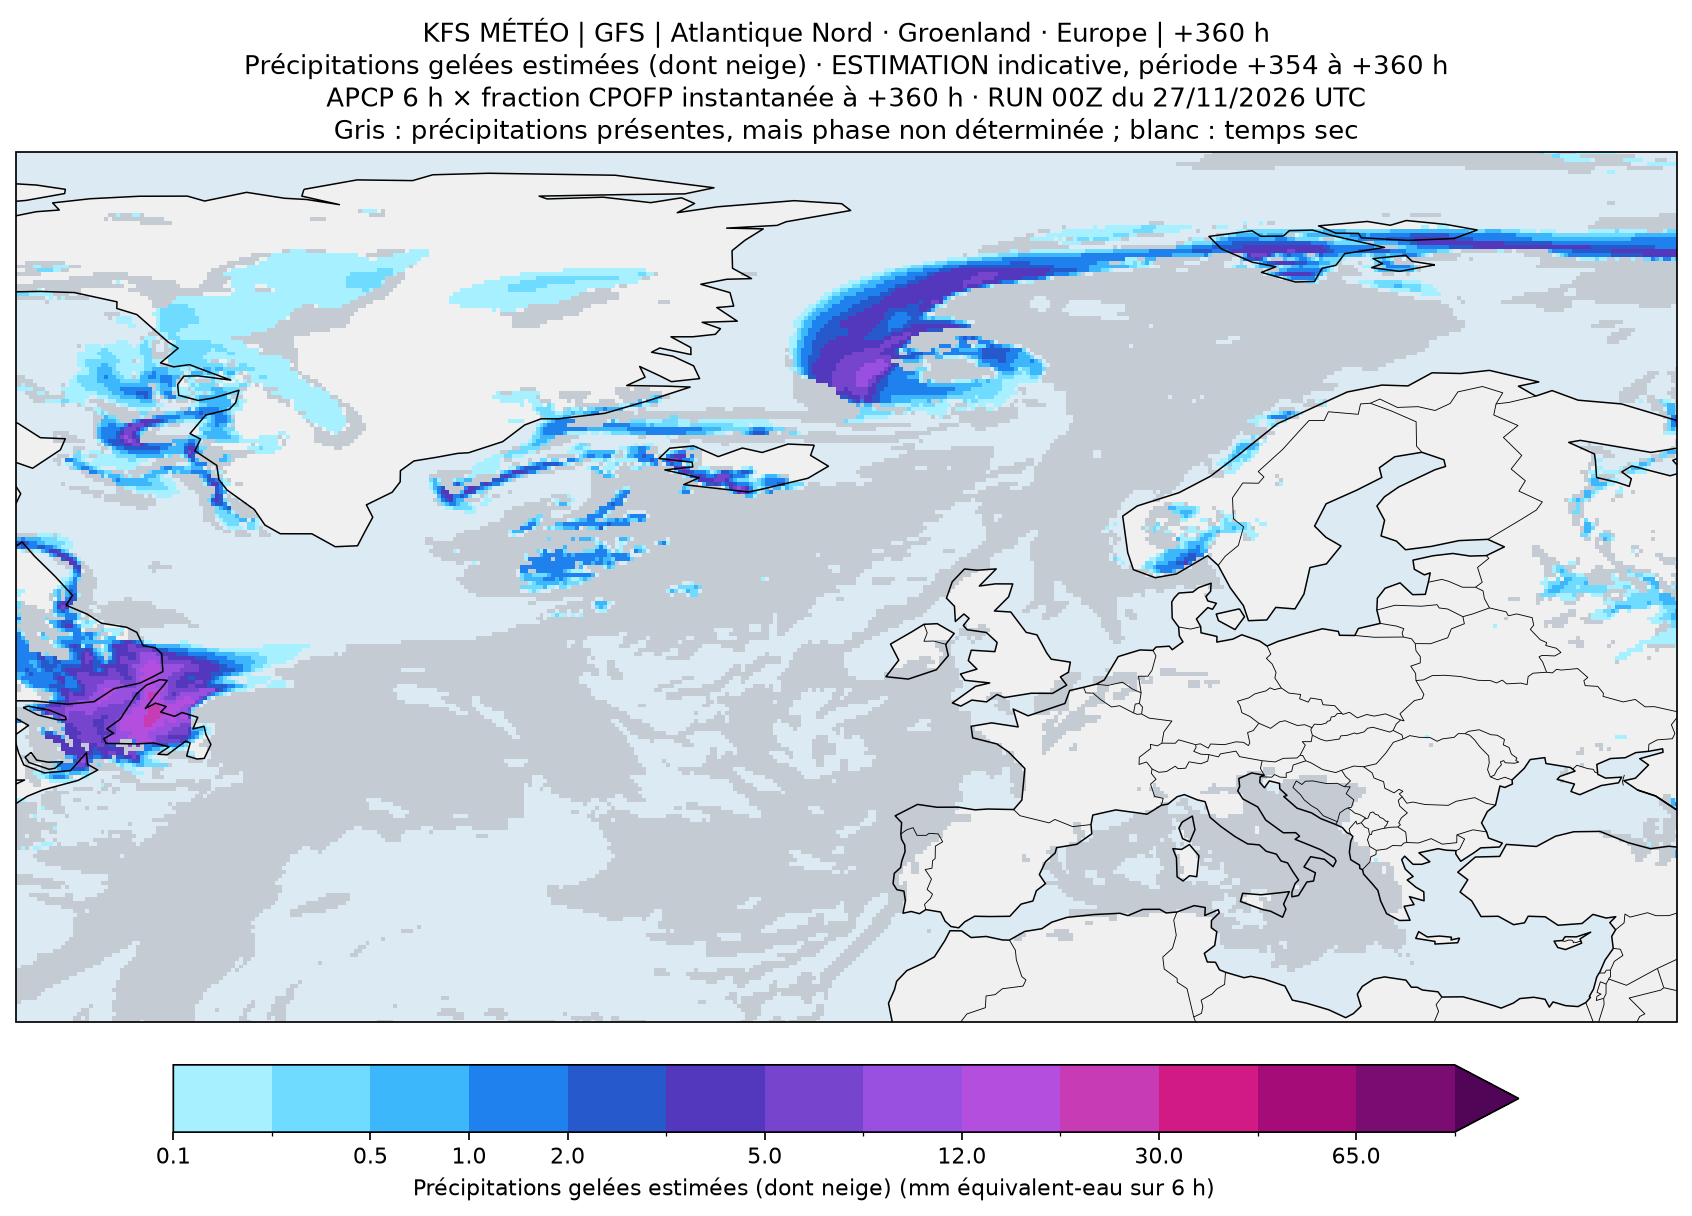 KFS MÉTÉO | GFS | Atlantique Nord · Groenland · Europe | +360 h
Précipitations gelées estimées (dont neige) · ESTIMATION indicative, période +354 à +360 h
APCP 6 h × fraction CPOFP instantanée à +360 h · RUN 00Z du 27/11/2026 UTC
Gris : précipitations présentes, mais phase non déterminée ; blanc : temps sec
0.1 0.5 1.0 2.0 5.0 12.0 30.0 65.0
Précipitations gelées estimées (dont neige) (mm équivalent-eau sur 6 h)